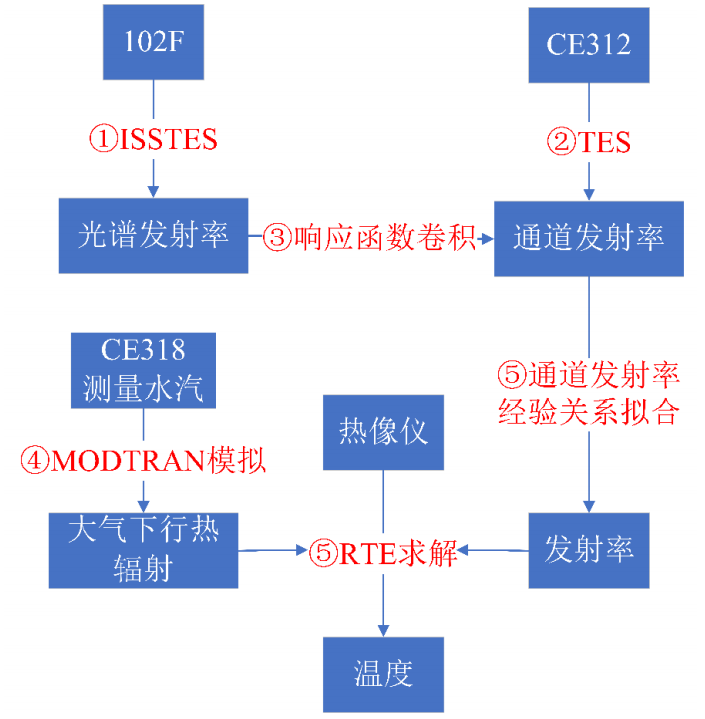 102F
CE312
①ISSTES
②TES
光谱发射率
③响应函数卷积
通道发射率
CE318
测量水汽
⑤通道发射率
经验关系拟合
热像仪
④MODTRAN模拟
大气下行热
辐射
⑤RTE求解
发射率
温度